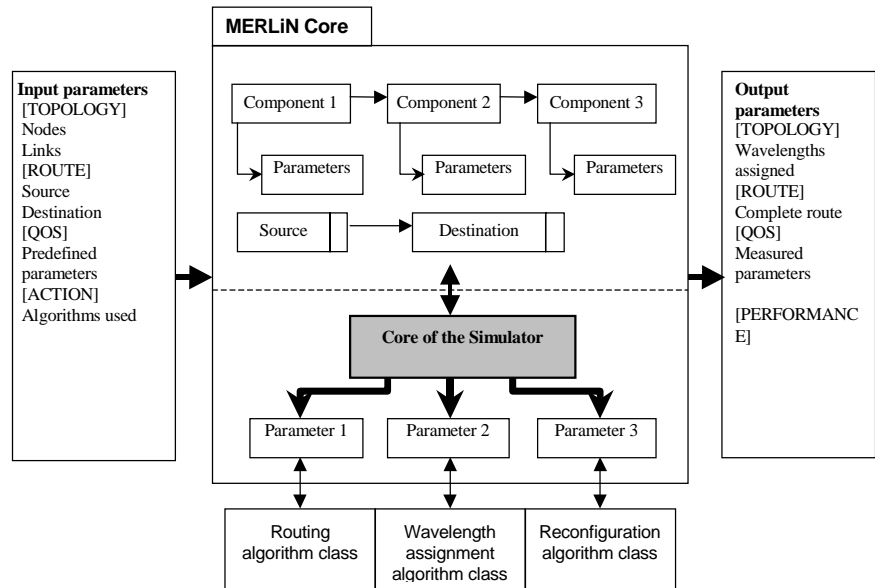 MERLiN Core
Input parameters
[TOPOLOGY]
Nodes
Links
[ROUTE]
Source
Destination
[QOS]
Predefined
parameters
[ACTION]
Algorithms used
Component 1
Component 2
Component 3
Parameters
Parameters
Parameters
Source
Destination
Core of the Simulator
Parameter 1
Parameter 2
Parameter 3
Routing
algorithm class
Wavelength
assignment
algorithm class
Reconfiguration
algorithm class
Output
parameters
[TOPOLOGY]
Wavelengths
assigned
[ROUTE]
Complete route
[QOS]
Measured
parameters
[PERFORMANC
E]